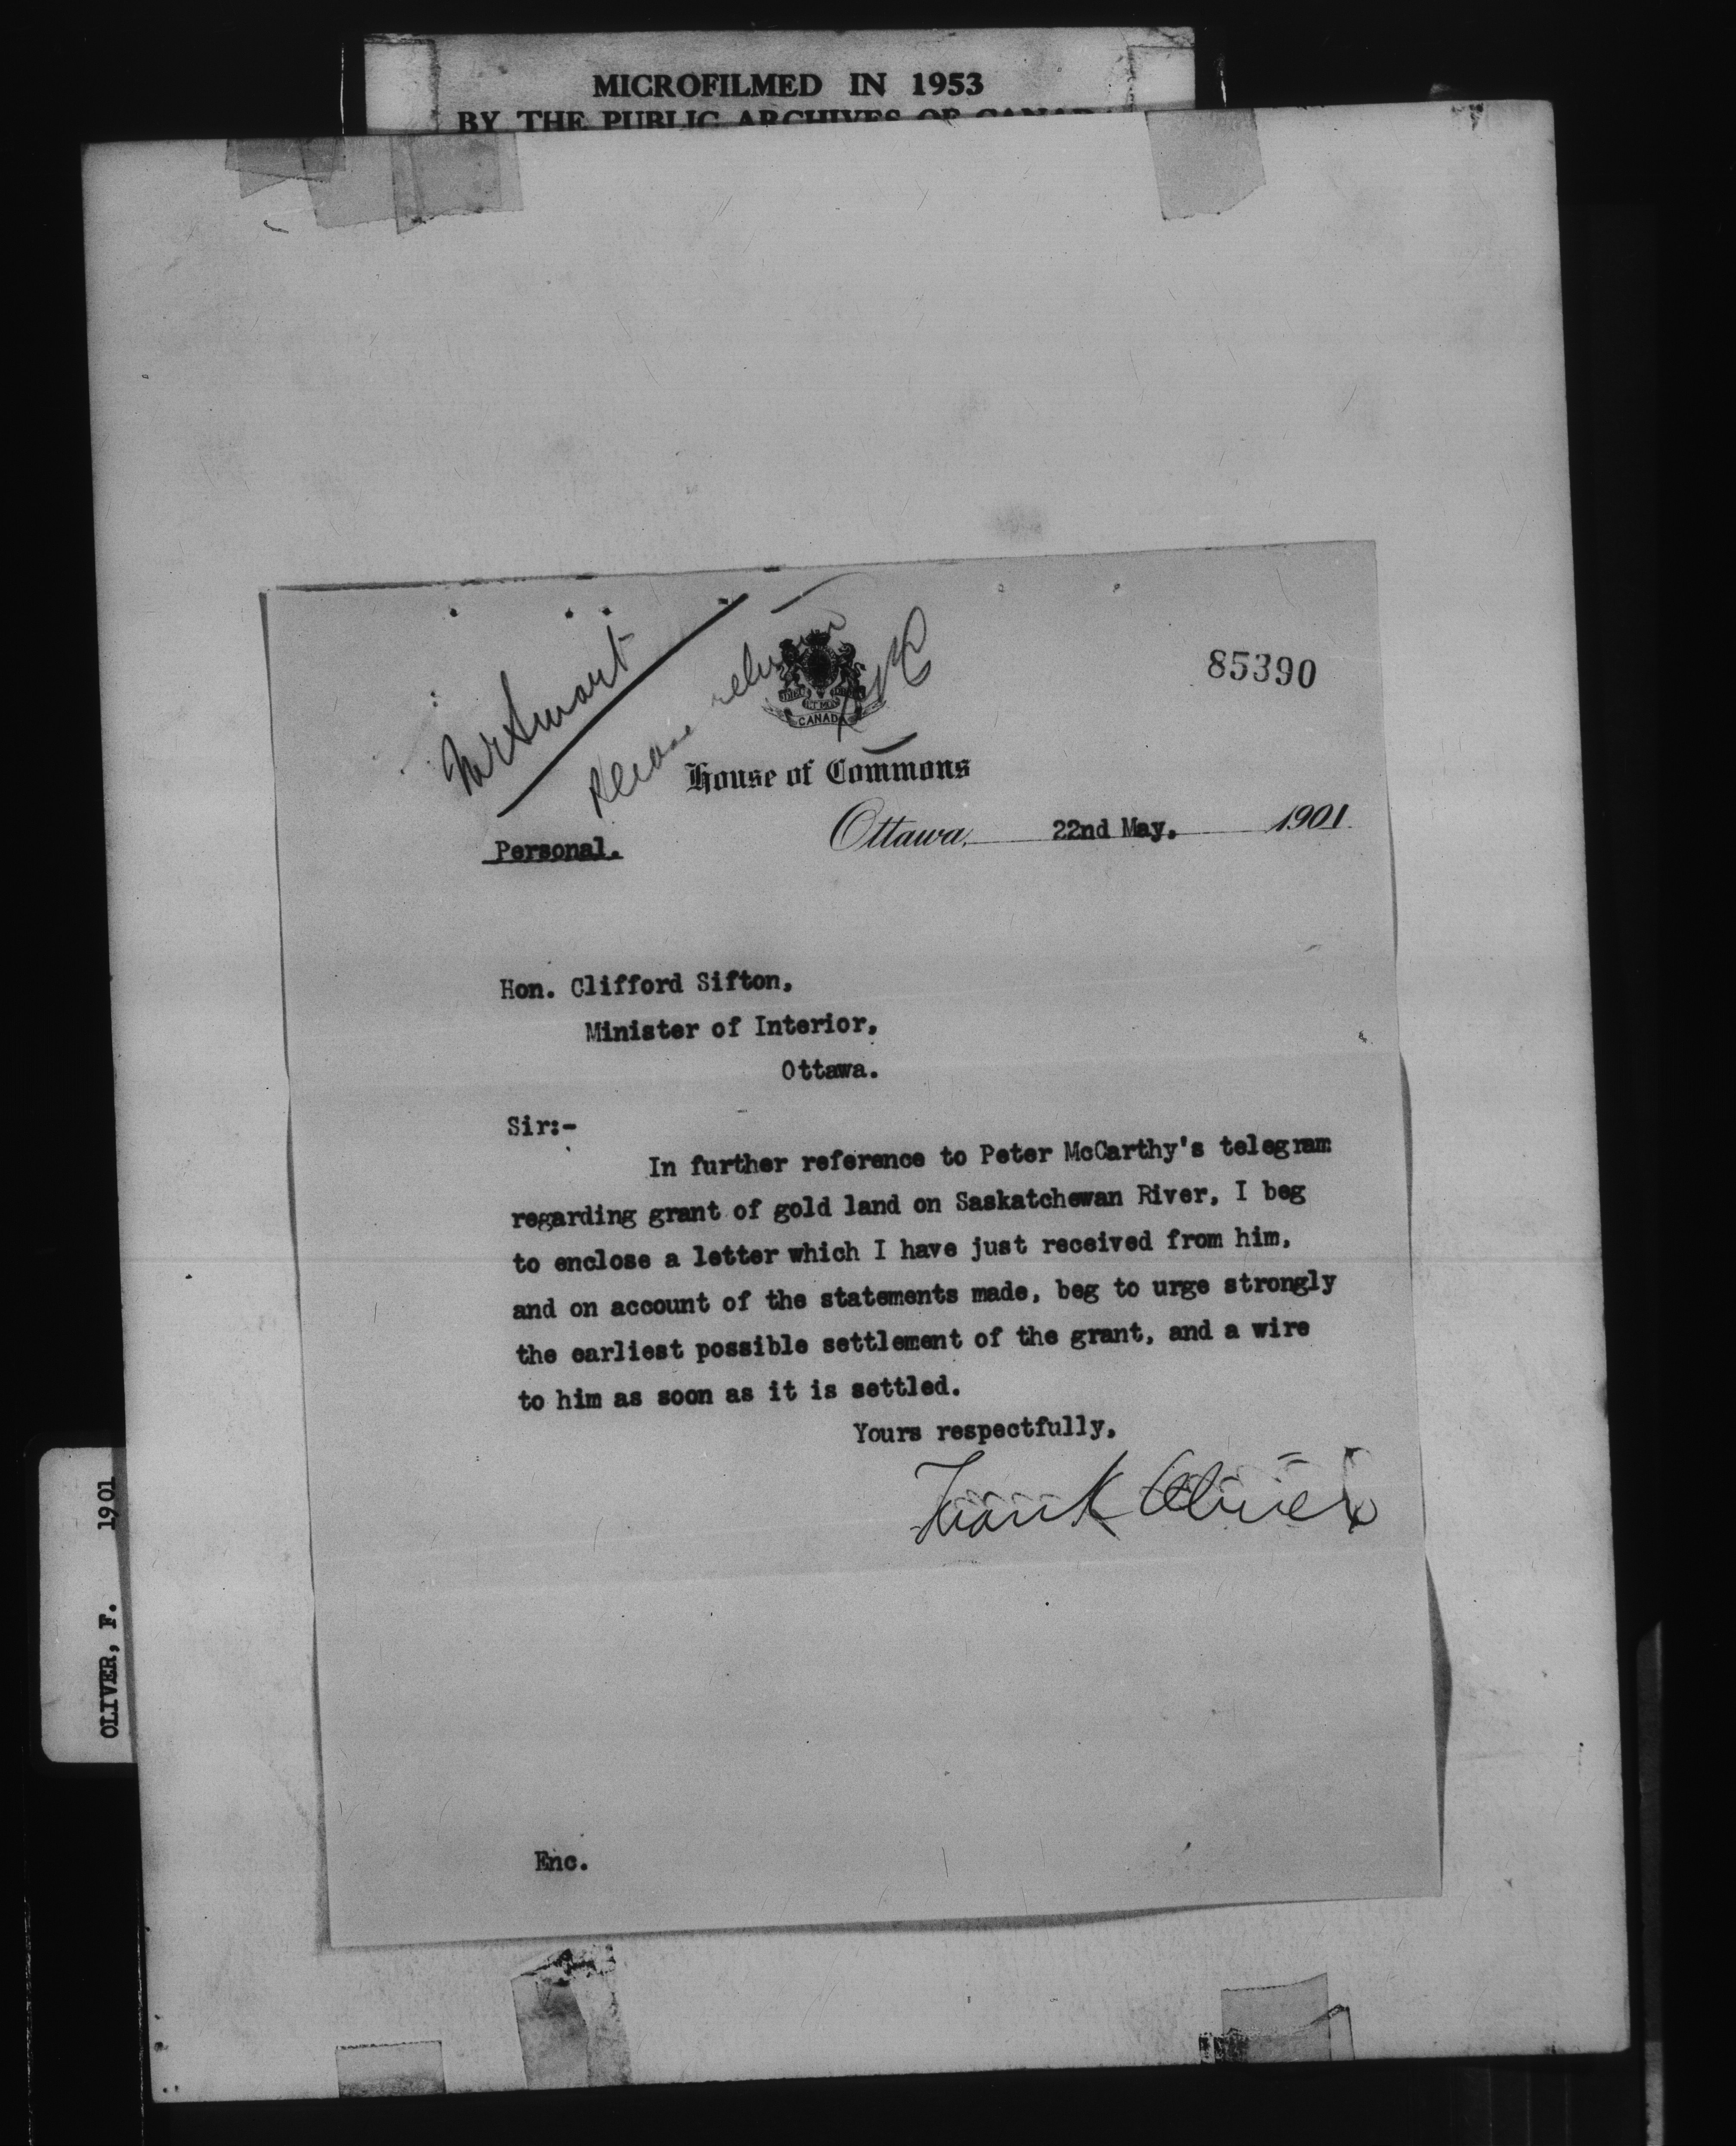 MICROFILMED IN 1953
BY THE PUBLIC ARCHIVES OF CANADA
Mr Smart
Please return
85390
CANADA
House of Commons
Ottawa, 22nd May, 1901.
Personal.
Hon. Clifford Sifton,
Minister of Interior,
Ottawa.
Sir:-
In further reference to Peter McCarthy's telegram
regarding grant of gold land on Saskatchewan River, I beg
to enclose a letter which I have just received from him,
and on account of the statements made, beg to urge strongly
the earliest possible settlement of the grant, and a wire
to him as soon as it is settled.
Yours respectfully,
Frank Oliver
Enc.
OLIVER, F. 1901